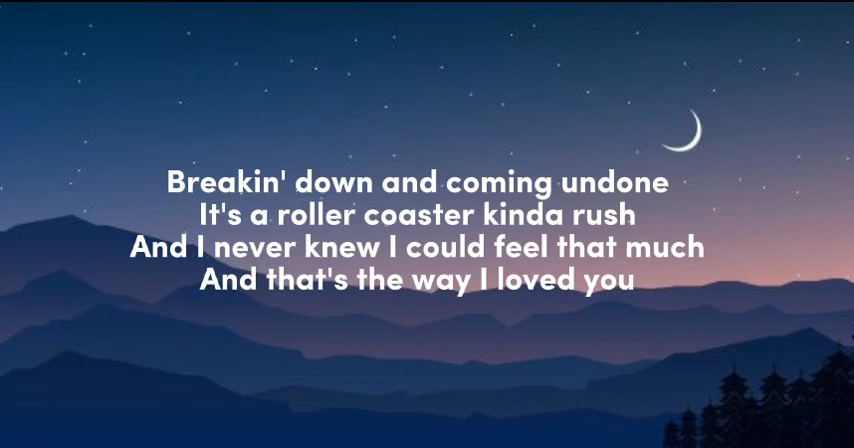 Breakin' down and coming undone
It's a roller coaster kinda rush
And I never knew I could feel that much
And that's the way I loved you